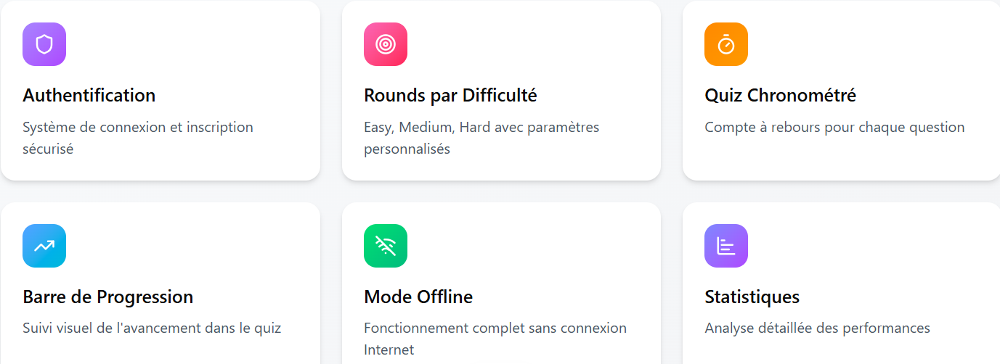 Authentification
Système de connexion et inscription
sécurisé
Rounds par Difficulté
Easy, Medium, Hard avec paramètres
personnalisés
Quiz Chronométré
Compte à rebours pour chaque question
Barre de Progression
Suivi visuel de l'avancement dans le quiz
Mode Offline
Fonctionnement complet sans connexion
Internet
Statistiques
Analyse détaillée des performances